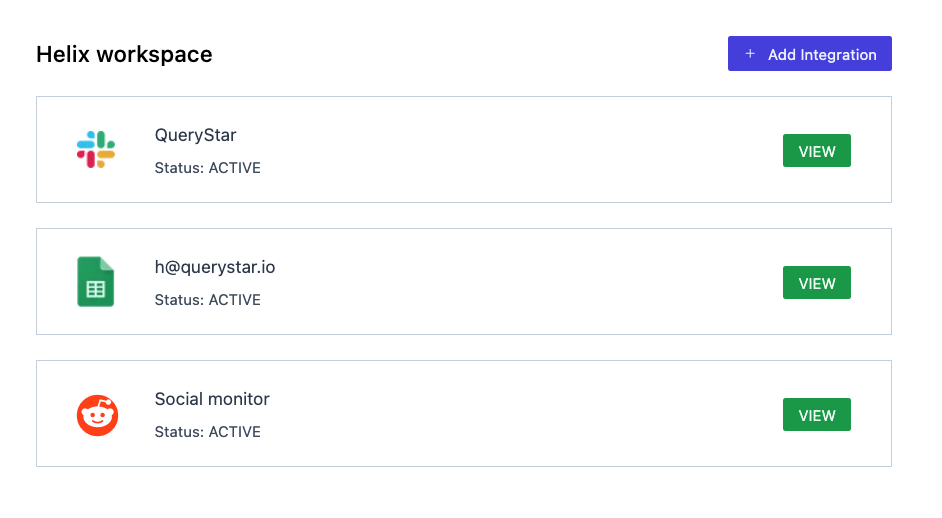 Helix workspace
+ Add Integration
QueryStar
Status: ACTIVE
VIEW
h@querystar.io
Status: ACTIVE
VIEW
Social monitor
Status: ACTIVE
VIEW